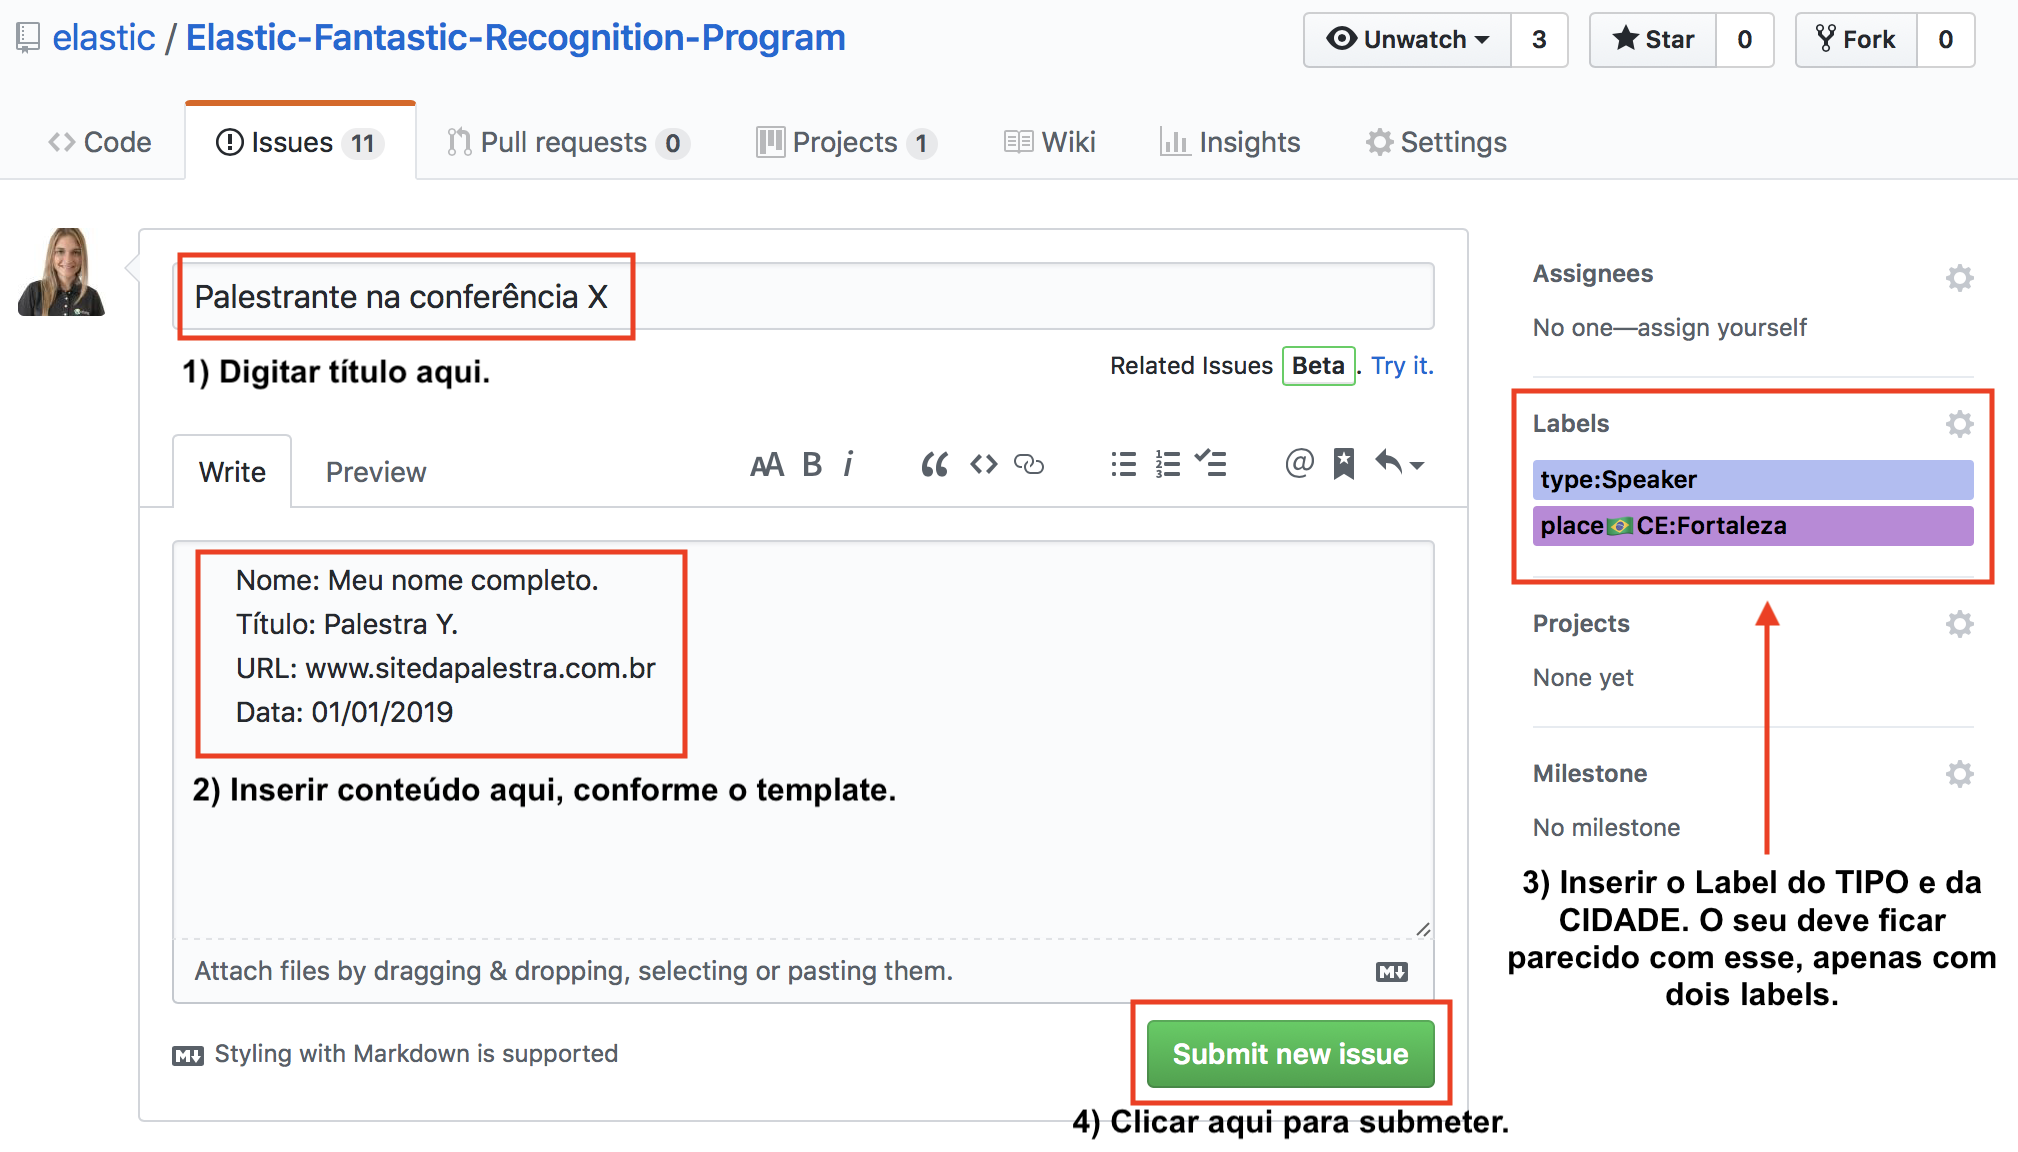 elastic / Elastic-Fantastic-Recognition-Program
Unwatch 3
Star 0
Fork 0
Code
Issues 11
Pull requests 0
Projects 1
Wiki
Insights
Settings
Palestrante na conferência X
1) Digitar título aqui.
Related Issues Beta. Try it.
Write
Preview
AA B i
Nome: Meu nome completo.
Título: Palestra Y.
URL: www.sitedapalestra.com.br
Data: 01/01/2019
2) Inserir conteúdo aqui, conforme o template.
Attach files by dragging & dropping, selecting or pasting them.
Styling with Markdown is supported
Submit new issue
4) Clicar aqui para submeter.
Assignees
No one—assign yourself
Labels
type:Speaker
place🇧🇷CE:Fortaleza
Projects
None yet
Milestone
No milestone
3) Inserir o Label do TIPO e da
CIDADE. O seu deve ficar
parecido com esse, apenas com
dois labels.